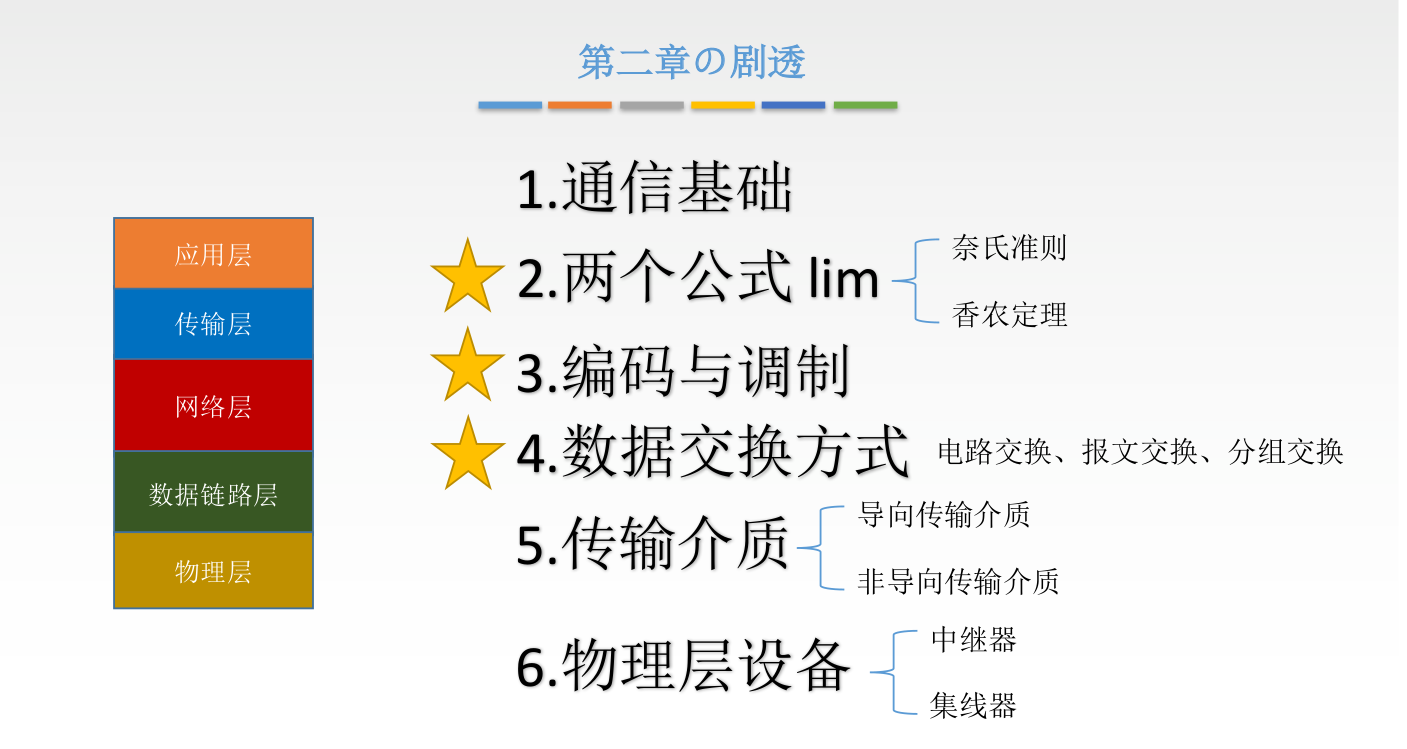 第二章の剧透
应用层
传输层
网络层
数据链路层
物理层
1.通信基础
2.两个公式 lim
奈氏准则
香农定理
3.编码与调制
4.数据交换方式
电路交换、报文交换、分组交换
5.传输介质
导向传输介质
非导向传输介质
6.物理层设备
中继器
集线器